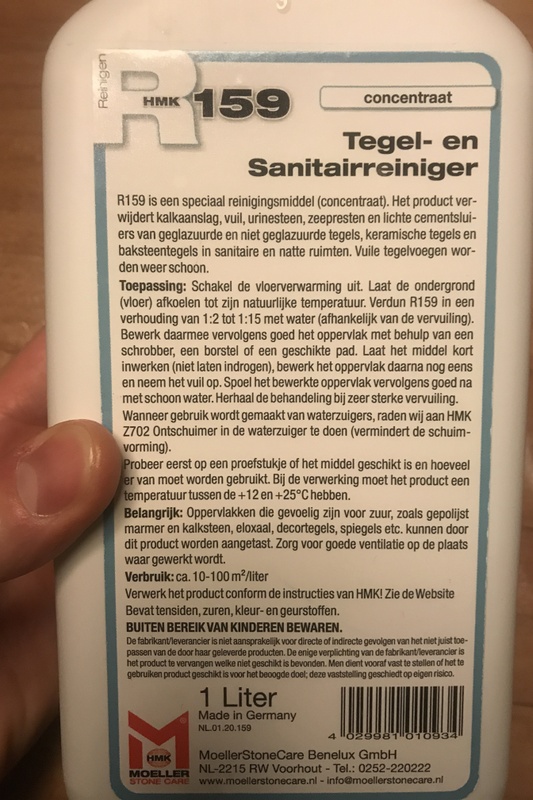 Reinigen
R HMK 159
concentraat
Tegel- en
Sanitairreiniger
R159 is een speciaal reinigingsmiddel (concentraat). Het product ver-
wijdert kalkaanslag, vuil, urinesteen, zeepresten en lichte cementslui-
ers van geglazuurde en niet geglazuurde tegels, keramische tegels en
baksteentegels in sanitaire en natte ruimten. Vuile tegelvoegen wor-
den weer schoon.
Toepassing: Schakel de vloerverwarming uit. Laat de ondergrond
(vloer) afkoelen tot zijn natuurlijke temperatuur. Verdun R159 in een
verhouding van 1:2 tot 1:15 met water (afhankelijk van de vervuiling).
Bewerk daarmee vervolgens goed het oppervlak met behulp van een
schrobber, een borstel of een geschikte pad. Laat het middel kort
inwerken (niet laten indrogen), bewerk het oppervlak daarna nog eens
en neem het vuil op. Spoel het bewerkte oppervlak vervolgens goed na
met schoon water. Herhaal de behandeling bij zeer sterke vervuiling.
Wanneer gebruik wordt gemaakt van waterzuigers, raden wij aan HMK
Z702 Ontschuimer in de waterzuiger te doen (vermindert de schuim-
vorming).
Probeer eerst op een proefstukje of het middel geschikt is en hoeveel
er van moet worden gebruikt. Bij de verwerking moet het product een
temperatuur tussen de +12 en +25°C hebben.
Belangrijk: Oppervlakken die gevoelig zijn voor zuur, zoals gepolijst
marmer en kalksteen, eloxaal, decortegels, spiegels etc. kunnen door
dit product worden aangetast. Zorg voor goede ventilatie op de plaats
waar gewerkt wordt.
Verbruik: ca. 10-100 m²/liter
Verwerk het product conform de instructies van HMK! Zie de Website
Bevat tensiden, zuren, kleur- en geurstoffen.
BUITEN BEREIK VAN KINDEREN BEWAREN.
De fabrikant/leverancier is niet aansprakelijk voor directe of indirecte gevolgen van het niet juist toe-
passen van de door haar geleverde producten. De enige verplichting van de fabrikant/leverancier is
het product te vervangen welke niet geschikt is bevonden. Men dient vooraf vast te stellen of het te
gebruiken product geschikt is voor het beoogde doel; deze vaststelling geschiedt op eigen risico.
1 Liter
Made in Germany
NL.01.20.159
4 029981 010934
M
HMK
MOELLER
STONE CARE
MoellerStoneCare Benelux GmbH
NL-2215 RW Voorhout - Tel.: 0252-220222
www.moellerstonecare.nl - info@moellerstonecare.nl